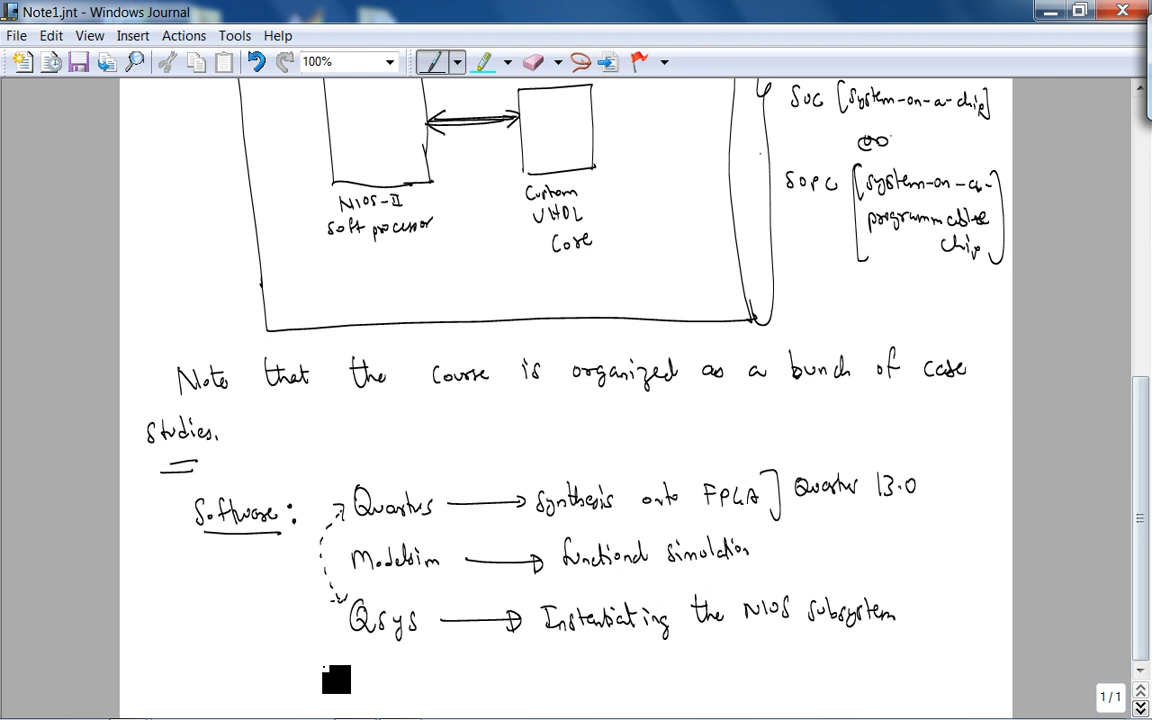 Note1.jnt - Windows Journal
File Edit View Insert Actions Tools Help
100%
SOC [System-on-a-chip]
or
SOPC [System-on-a-
programmable
chip]
NIOS-II
Soft processor
Custom
VHDL
Core
Note that the course is organized as a bunch of case
studies.
Software: Quartus → Synthesis onto FPGA] Quartus 13.0
Modelsim → functional simulation
Qsys → Instantiating the NIOS subsystem
1 / 1